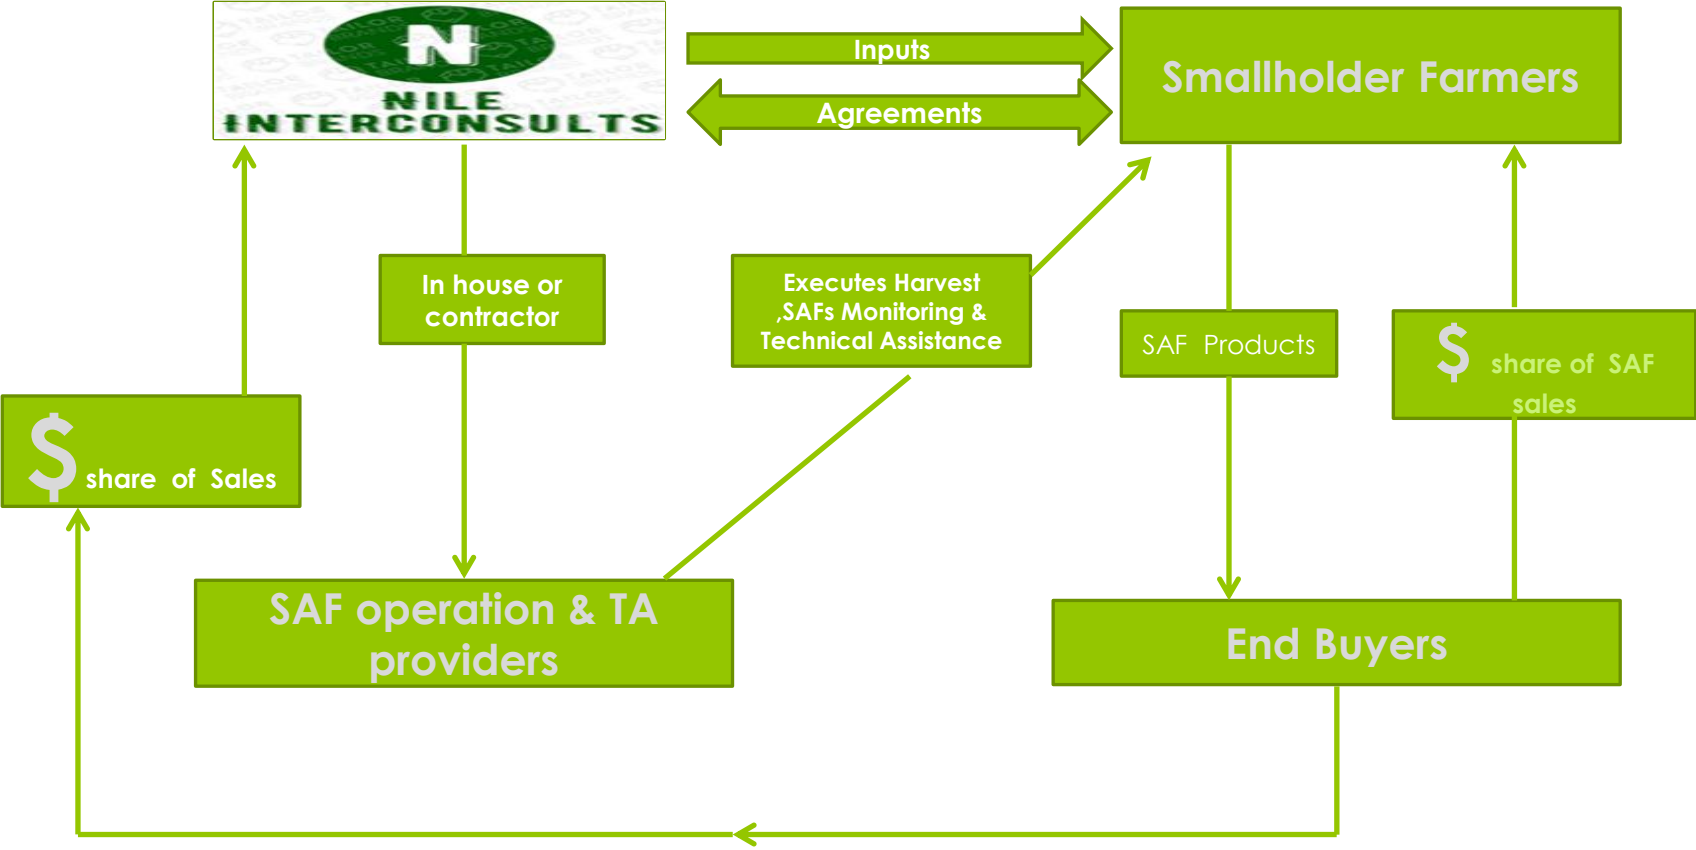 N
NILE
INTERCONSULTS
Inputs
Agreements
Smallholder Farmers
In house or
contractor
Executes Harvest
,SAFs Monitoring &
Technical Assistance
SAF Products
$ share of SAF
sales
$ share of Sales
SAF operation & TA
providers
End Buyers